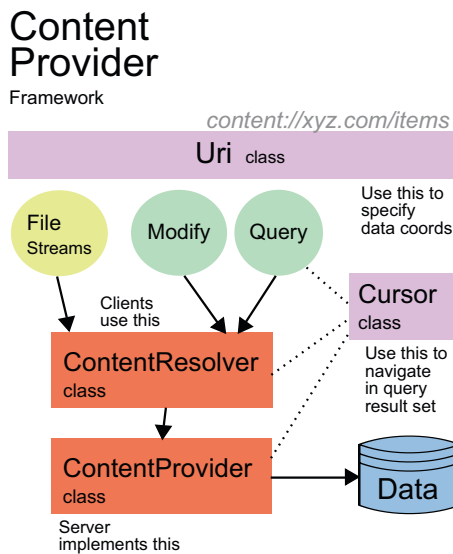 Content
Provider
Framework
content://xyz.com/items
Uri class
Use this to
specify
data coords
File
Streams
Modify
Query
Cursor
class
Use this to
navigate
in query
result set
Clients
use this
ContentResolver
class
ContentProvider
class
Data
Server
implements this